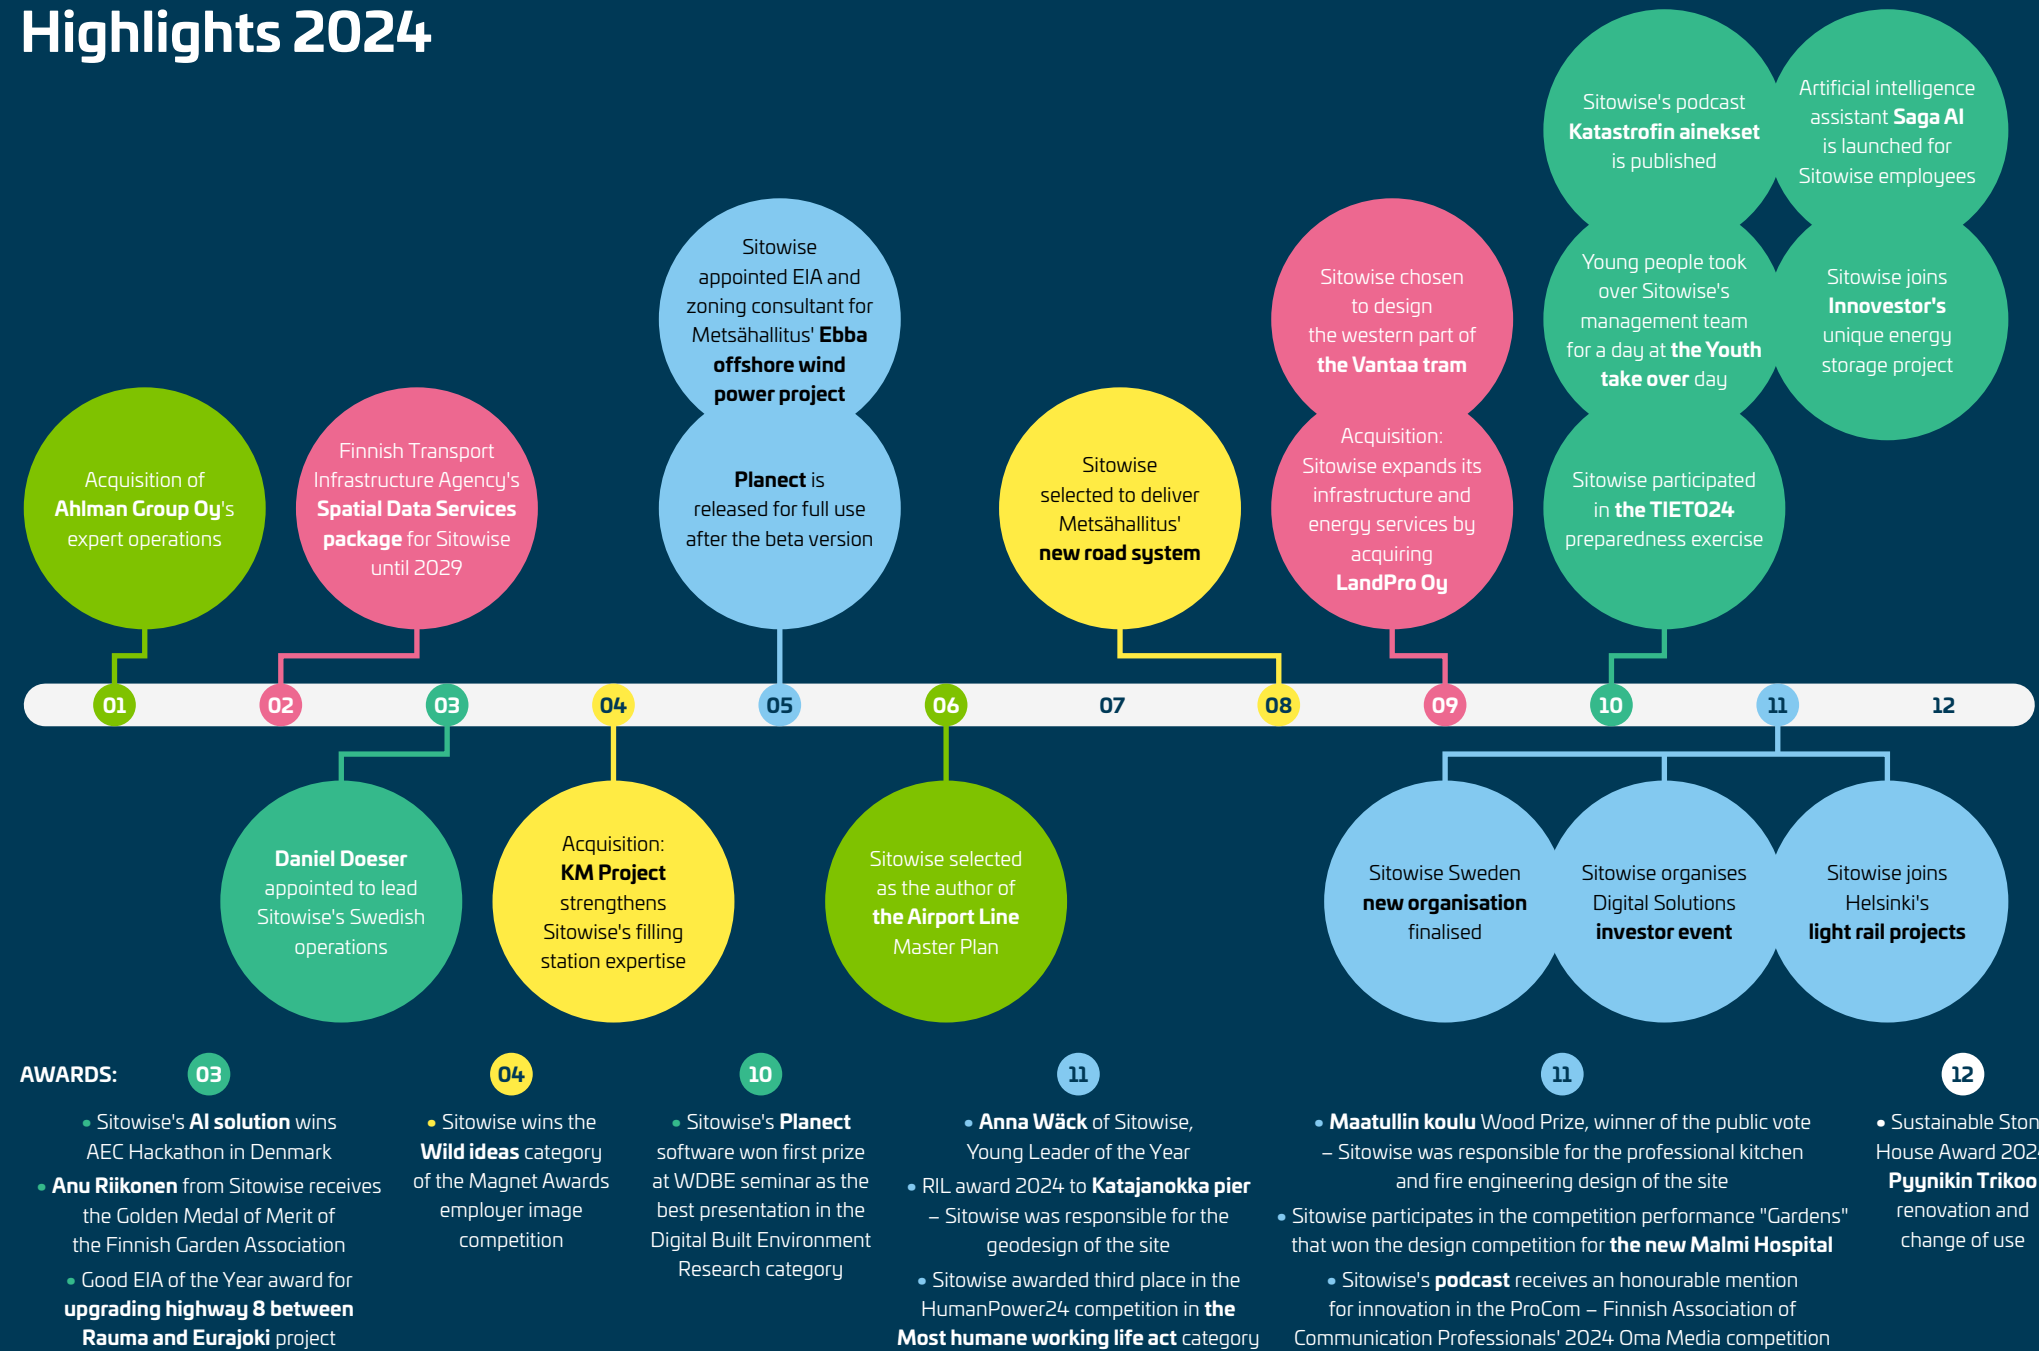 Highlights 2024
Acquisition of
Ahlman Group Oy's
expert operations
Finnish Transport
Infrastructure Agency's
Spatial Data Services
package for Sitowise
until 2029
Sitowise
appointed EIA and
zoning consultant for
Metsähallitus' Ebba
offshore wind
power project
Planect is
released for full use
after the beta version
Sitowise
selected to deliver
Metsähallitus'
new road system
Sitowise chosen
to design
the western part of
the Vantaa tram
Acquisition:
Sitowise expands its
infrastructure and
energy services by
acquiring
LandPro Oy
Sitowise's podcast
Katastrofin ainekset
is published
Young people took
over Sitowise's
management team
for a day at the Youth
take over day
Sitowise participated
in the TIETO24
preparedness exercise
Artificial intelligence
assistant Saga AI
is launched for
Sitowise employees
Sitowise joins
Innovestor's
unique energy
storage project
01 02 03 04 05 06 07 08 09 10 11 12
Daniel Doeser
appointed to lead
Sitowise's Swedish
operations
Acquisition:
KM Project
strengthens
Sitowise's filling
station expertise
Sitowise selected
as the author of
the Airport Line
Master Plan
Sitowise Sweden
new organisation
finalised
Sitowise organises
Digital Solutions
investor event
Sitowise joins
Helsinki's
light rail projects
AWARDS:
03
• Sitowise's AI solution wins
AEC Hackathon in Denmark
• Anu Riikonen from Sitowise receives
the Golden Medal of Merit of
the Finnish Garden Association
• Good EIA of the Year award for
upgrading highway 8 between
Rauma and Eurajoki project
04
• Sitowise wins the
Wild ideas category
of the Magnet Awards
employer image
competition
10
• Sitowise's Planect
software won first prize
at WDBE seminar as the
best presentation in the
Digital Built Environment
Research category
11
• Anna Wäck of Sitowise,
Young Leader of the Year
• RIL award 2024 to Katajanokka pier
– Sitowise was responsible for the
geodesign of the site
• Sitowise awarded third place in the
HumanPower24 competition in the
Most humane working life act category
11
• Maatullin koulu Wood Prize, winner of the public vote
– Sitowise was responsible for the professional kitchen
and fire engineering design of the site
• Sitowise participates in the competition performance "Gardens"
that won the design competition for the new Malmi Hospital
• Sitowise's podcast receives an honourable mention
for innovation in the ProCom – Finnish Association of
Communication Professionals' 2024 Oma Media competition
12
• Sustainable Ston
House Award 202
Pyynikin Trikoo
renovation and
change of use